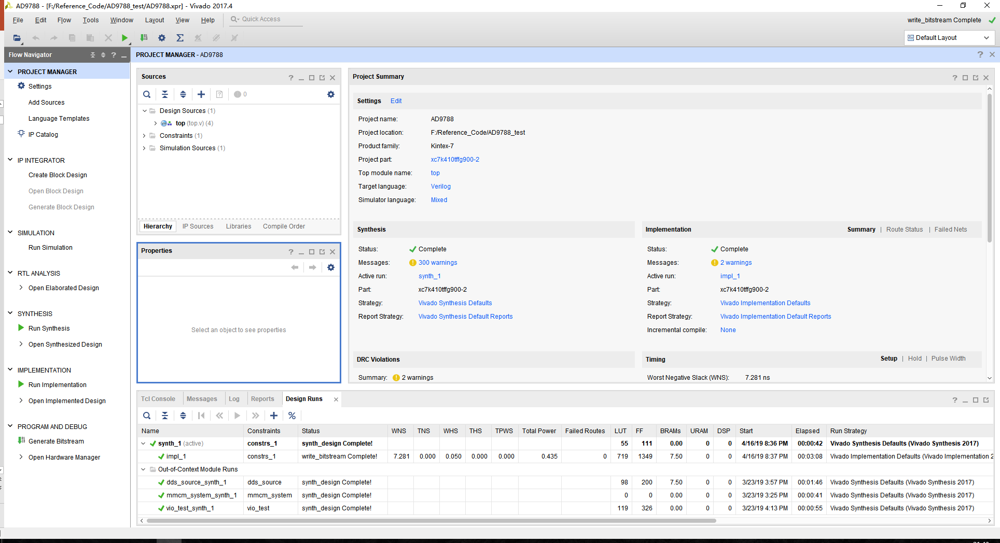 AD9788 - [F:/Reference_Code/AD9788_test/AD9788.xpr] - Vivado 2017.4
File Edit Flow Tools Window Layout View Help Quick Access
write_bitstream Complete
Default Layout
Flow Navigator
PROJECT MANAGER - AD9788
PROJECT MANAGER
Settings
Add Sources
Language Templates
IP Catalog
IP INTEGRATOR
Create Block Design
Open Block Design
Generate Block Design
SIMULATION
Run Simulation
RTL ANALYSIS
Open Elaborated Design
SYNTHESIS
Run Synthesis
Open Synthesized Design
IMPLEMENTATION
Run Implementation
Open Implemented Design
PROGRAM AND DEBUG
Generate Bitstream
Open Hardware Manager
Sources
0
Design Sources (1)
top (top.v) (4)
Constraints (1)
Simulation Sources (1)
Hierarchy IP Sources Libraries Compile Order
Properties
Select an object to see properties
Project Summary
Settings Edit
Project name: AD9788
Project location: F:/Reference_Code/AD9788_test
Product family: Kintex-7
Project part: xc7k410tffg900-2
Top module name: top
Target language: Verilog
Simulator language: Mixed
Synthesis
Status: Complete
Messages: 300 warnings
Active run: synth_1
Part: xc7k410tffg900-2
Strategy: Vivado Synthesis Defaults
Report Strategy: Vivado Synthesis Default Reports
Implementation Summary | Route Status | Failed Nets
Status: Complete
Messages: 2 warnings
Active run: impl_1
Part: xc7k410tffg900-2
Strategy: Vivado Implementation Defaults
Report Strategy: Vivado Implementation Default Reports
Incremental compile: None
DRC Violations
Summary: 2 warnings
Timing Setup | Hold | Pulse Width
Worst Negative Slack (WNS): 7.281 ns
Tcl Console Messages Log Reports Design Runs
Name Constraints Status WNS TNS WHS THS TPWS Total Power Failed Routes LUT FF BRAMs URAM DSP Start Elapsed Run Strategy
synth_1 (active) constrs_1 synth_design Complete! 55 111 0.00 0 0 4/16/19 8:36 PM 00:00:42 Vivado Synthesis Defaults (Vivado Synthesis 2017)
impl_1 constrs_1 write_bitstream Complete! 7.281 0.000 0.050 0.000 0.000 0.435 0 719 1349 7.50 0 0 4/16/19 8:37 PM 00:03:08 Vivado Implementation Defaults (Vivado Implementation 2
Out-of-Context Module Runs
dds_source_synth_1 dds_source synth_design Complete! 98 200 7.50 0 0 3/23/19 3:57 PM 00:01:46 Vivado Synthesis Defaults (Vivado Synthesis 2017)
mmcm_system_synth_1 mmcm_system synth_design Complete! 0 0 0.00 0 0 3/23/19 3:25 PM 00:00:41 Vivado Synthesis Defaults (Vivado Synthesis 2017)
vio_test_synth_1 vio_test synth_design Complete! 119 326 0.00 0 0 3/23/19 4:13 PM 00:00:55 Vivado Synthesis Defaults (Vivado Synthesis 2017)